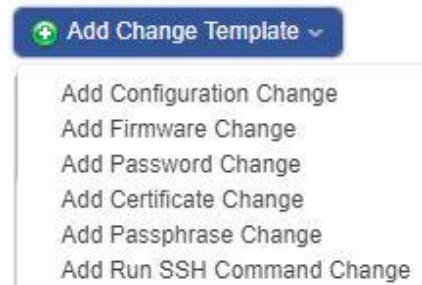 Add Change Template
Add Configuration Change
Add Firmware Change
Add Password Change
Add Certificate Change
Add Passphrase Change
Add Run SSH Command Change